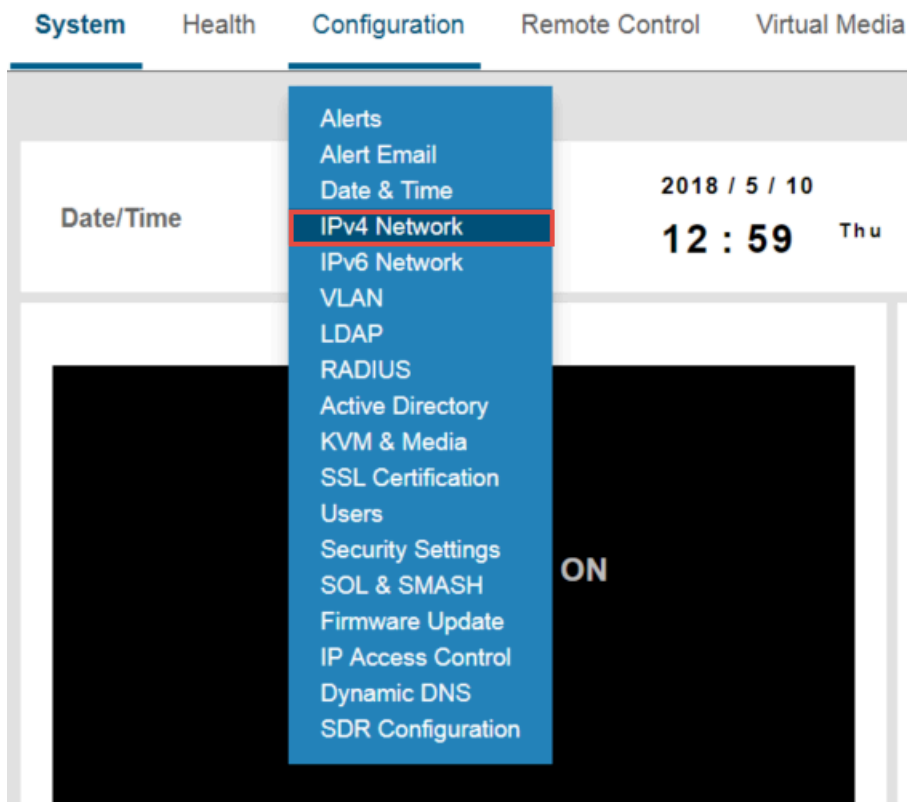 System Health Configuration Remote Control Virtual Media
Alerts
Alert Email
Date & Time
IPv4 Network
IPv6 Network
VLAN
LDAP
RADIUS
Active Directory
KVM & Media
SSL Certification
Users
Security Settings
SOL & SMASH
Firmware Update
IP Access Control
Dynamic DNS
SDR Configuration
Date/Time
2018 / 5 / 10
12 : 59 Thu
ON